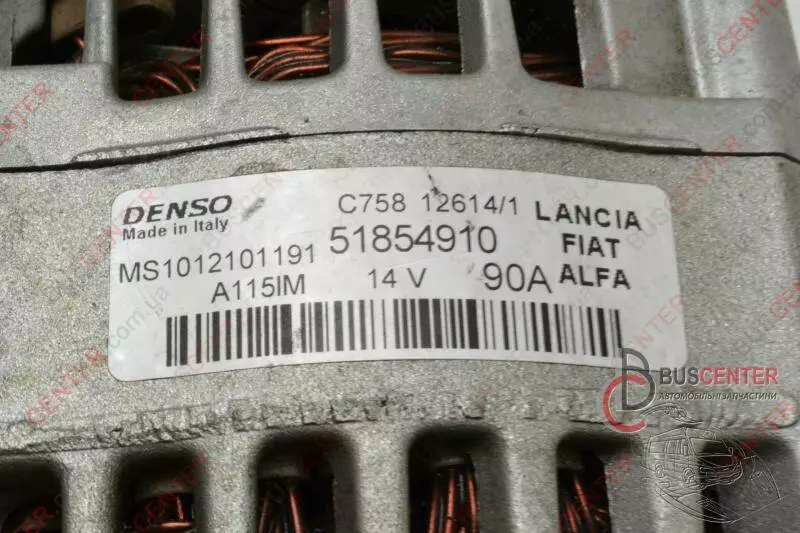 DENSO
Made in Italy
C758 12614/1
LANCIA
MS1012101191
51854910
FIAT
A115IM
14 V
90A
ALFA
BUSCENTER
АВТОМОБІЛЬНІ ЗАПЧАСТИНИ